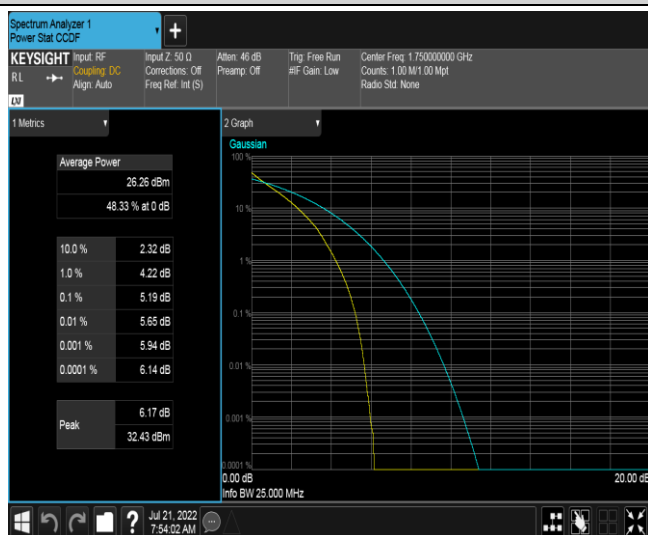 Spectrum Analyzer 1
Power Stat CCDF
+
KEYSIGHT
RL
LXI
Input: RF
Coupling: DC
Align: Auto
Input Z: 50 Ω
Corrections: Off
Freq Ref: Int (S)
Atten: 46 dB
Preamp: Off
Trig: Free Run
#IF Gain: Low
Center Freq: 1.750000000 GHz
Counts: 1.00 M/1.00 Mpt
Radio Std: None
1 Metrics
Average Power
26.26 dBm
48.33 % at 0 dB
10.0 % 2.32 dB
1.0 % 4.22 dB
0.1 % 5.19 dB
0.01 % 5.65 dB
0.001 % 5.94 dB
0.0001 % 6.14 dB
Peak
6.17 dB
32.43 dBm
2 Graph
Gaussian
100 %
10 %
1 %
0.1 %
0.01 %
0.001 %
0.0001 %
0.00 dB
20.00 dB
Info BW 25.000 MHz
?
Jul 21, 2022
7:54:02 AM